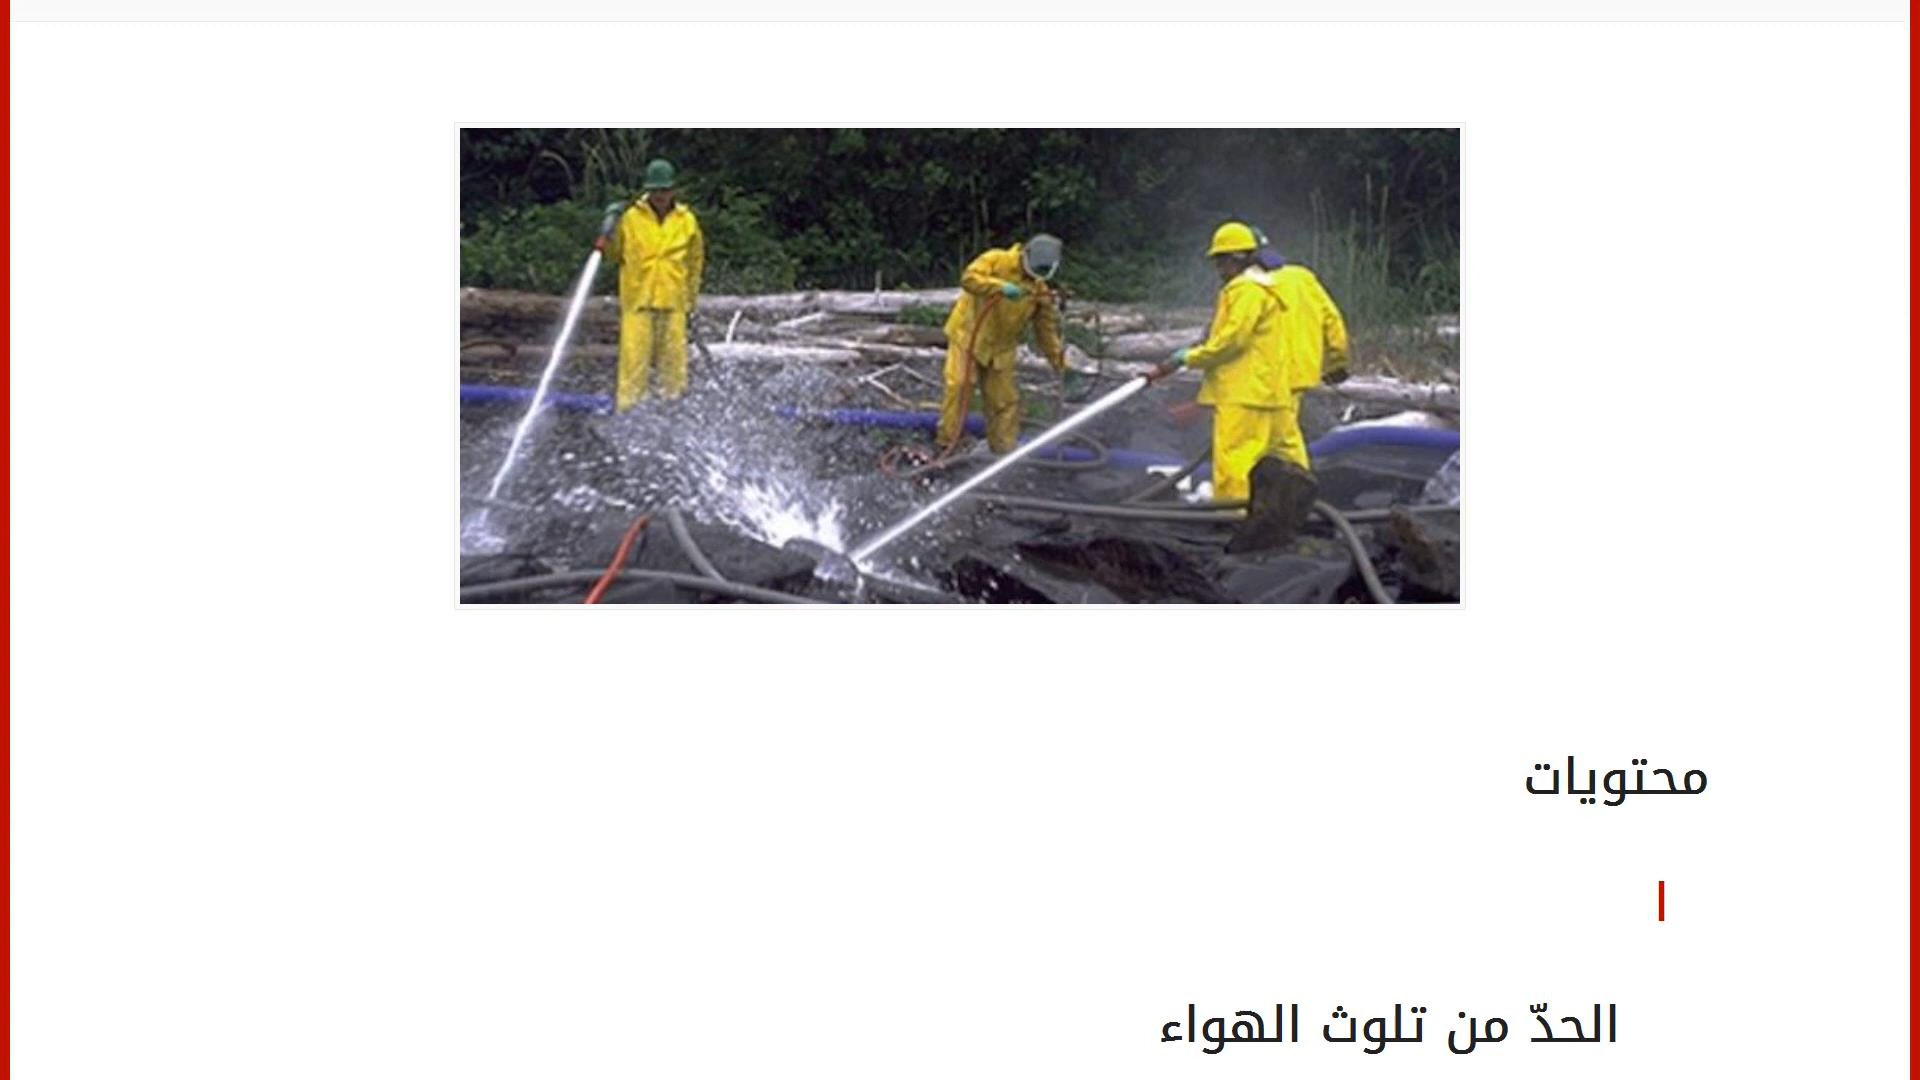 محتويات
ا
الحدّ من تلوث الهواء